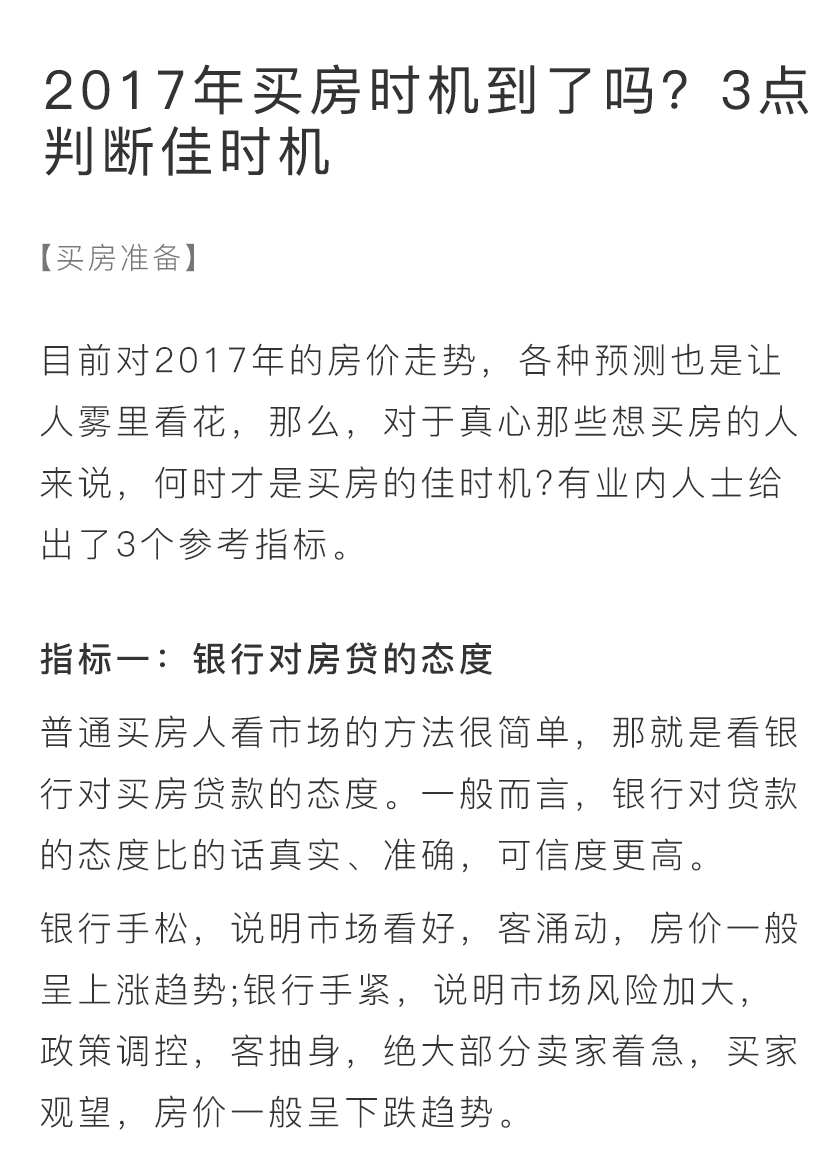 2017年买房时机到了吗？3点
判断佳时机
【买房准备】
目前对2017年的房价走势，各种预测也是让
人雾里看花，那么，对于真心那些想买房的人
来说，何时才是买房的佳时机?有业内人士给
出了3个参考指标。
指标一：银行对房贷的态度
普通买房人看市场的方法很简单，那就是看银
行对买房贷款的态度。一般而言，银行对贷款
的态度比的话真实、准确，可信度更高。
银行手松，说明市场看好，客涌动，房价一般
呈上涨趋势;银行手紧，说明市场风险加大，
政策调控，客抽身，绝大部分卖家着急，买家
观望，房价一般呈下跌趋势。